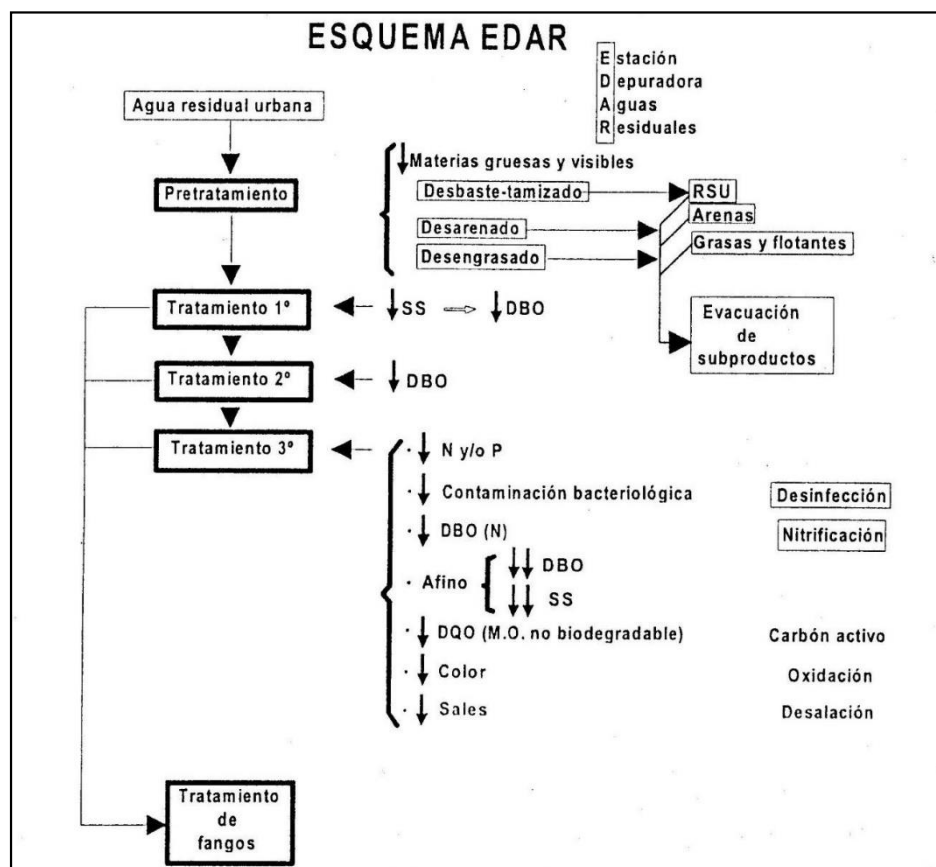 ESQUEMA EDAR
Estación
Depuradora
Aguas
Residuales
Agua residual urbana
Pretratamiento
Materias gruesas y visibles
Desbaste-tamizado
RSU
Desarenado
Arenas
Desengrasado
Grasas y flotantes
Evacuación
de
subproductos
Tratamiento 1º
SS
DBO
Tratamiento 2º
DBO
Tratamiento 3º
· N y/o P
· Contaminación bacteriológica
Desinfección
· DBO (N)
Nitrificación
· Afino
DBO
SS
· DQO (M.O. no biodegradable)
Carbón activo
· Color
Oxidación
· Sales
Desalación
Tratamiento
de
fangos